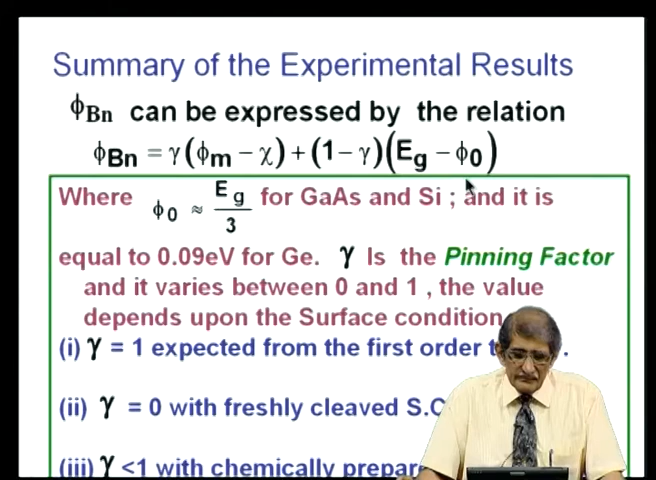 Summary of the Experimental Results
ϕBn can be expressed by the relation
ϕBn = γ(ϕm − χ) + (1 − γ)(Eg − ϕ0)
Where ϕ0 ≈ Eg/3 for GaAs and Si ; and it is
equal to 0.09eV for Ge. γ Is the Pinning Factor
and it varies between 0 and 1 , the value
depends upon the Surface condition
(i) γ = 1 expected from the first order
(ii) γ = 0 with freshly cleaved S.C
(iii) γ <1 with chemically